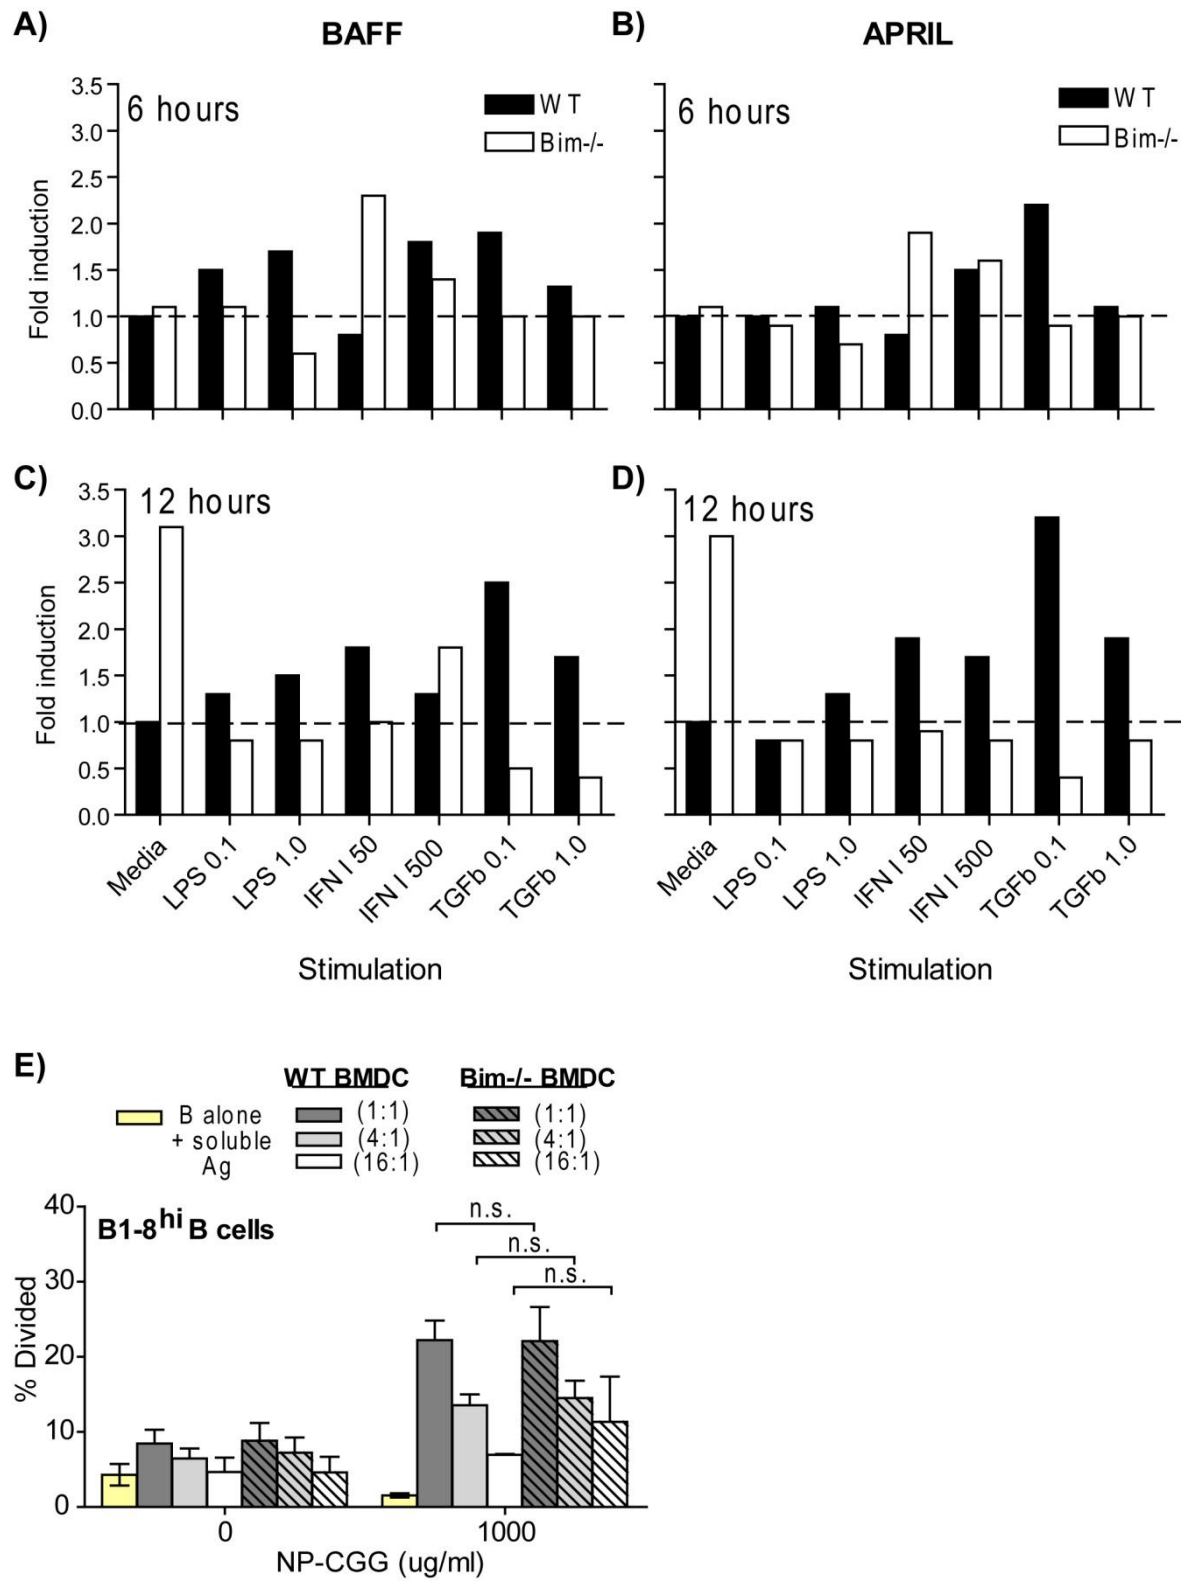 A)
BAFF
B)
APRIL
3.5
3.0
2.5
2.0
1.5
1.0
0.5
0.0
Fold induction
6 hours
WT
Bim-/-
6 hours
WT
Bim-/-
C)
D)
3.5
3.0
2.5
2.0
1.5
1.0
0.5
0.0
Fold induction
12 hours
12 hours
Media
LPS 0.1
LPS 1.0
IFN I 50
IFN I 500
TGFb 0.1
TGFb 1.0
Media
LPS 0.1
LPS 1.0
IFN I 50
IFN I 500
TGFb 0.1
TGFb 1.0
Stimulation
Stimulation
E)
WT BMDC
Bim-/- BMDC
B alone
+ soluble
Ag
(1:1)
(4:1)
(16:1)
(1:1)
(4:1)
(16:1)
40
30
20
10
0
% Divided
B1-8hi B cells
n.s.
n.s.
n.s.
0
1000
NP-CGG (ug/ml)